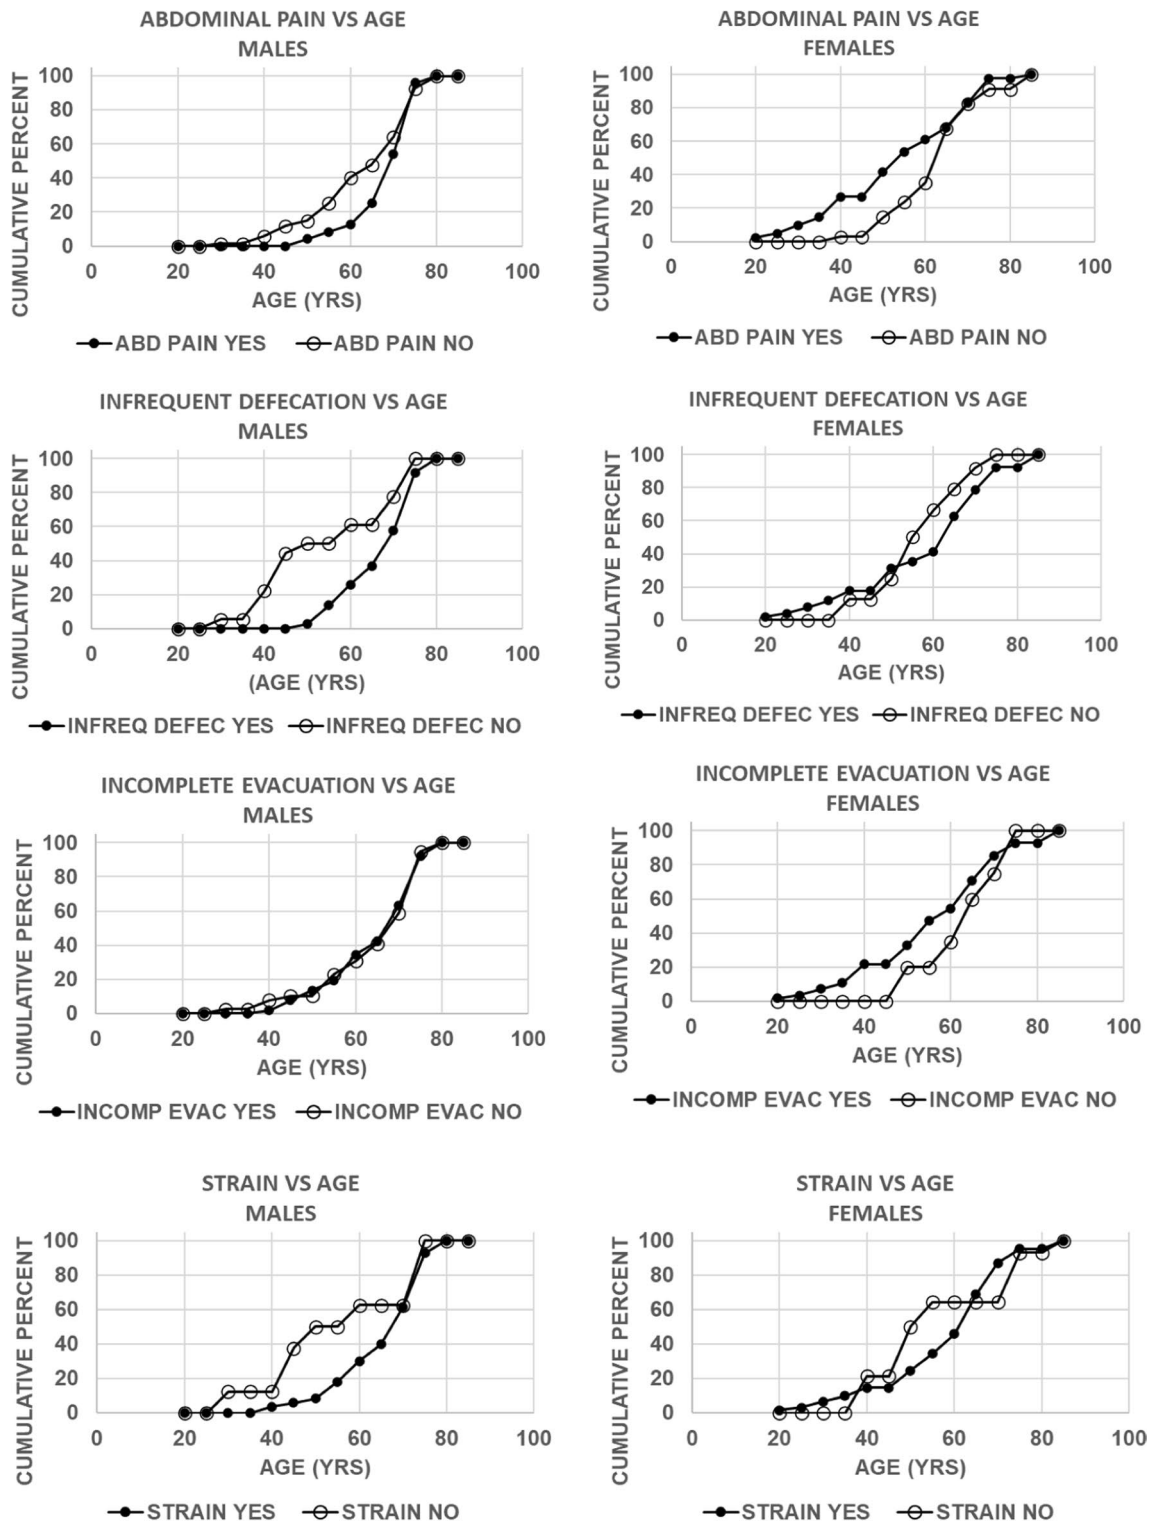 ABDOMINAL PAIN VS AGE
MALES
CUMULATIVE PERCENT
100
80
60
40
20
0
0 20 40 60 80 100
AGE (YRS)
ABD PAIN YES ABD PAIN NO
ABDOMINAL PAIN VS AGE
FEMALES
CUMULATIVE PERCENT
100
80
60
40
20
0
0 20 40 60 80 100
AGE (YRS)
ABD PAIN YES ABD PAIN NO
INFREQUENT DEFECATION VS AGE
MALES
CUMULATIVE PERCENT
100
80
60
40
20
0
0 20 40 60 80 100
(AGE (YRS)
INFREQ DEFEC YES INFREQ DEFEC NO
INFREQUENT DEFECATION VS AGE
FEMALES
CUMULATIVE PERCENT
100
80
60
40
20
0
0 20 40 60 80 100
AGE (YRS)
INFREQ DEFEC YES INFREQ DEFEC NO
INCOMPLETE EVACUATION VS AGE
MALES
CUMULATIVE PERCENT
100
80
60
40
20
0
0 20 40 60 80 100
AGE (YRS)
INCOMP EVAC YES INCOMP EVAC NO
INCOMPLETE EVACUATION VS AGE
FEMALES
CUMULATIVE PERCENT
100
80
60
40
20
0
0 20 40 60 80 100
AGE (YRS)
INCOMP EVAC YES INCOMP EVAC NO
STRAIN VS AGE
MALES
CUMULATIVE PERCENT
100
80
60
40
20
0
0 20 40 60 80 100
AGE (YRS)
STRAIN YES STRAIN NO
STRAIN VS AGE
FEMALES
CUMULATIVE PERCENT
100
80
60
40
20
0
0 20 40 60 80 100
AGE (YRS)
STRAIN YES STRAIN NO